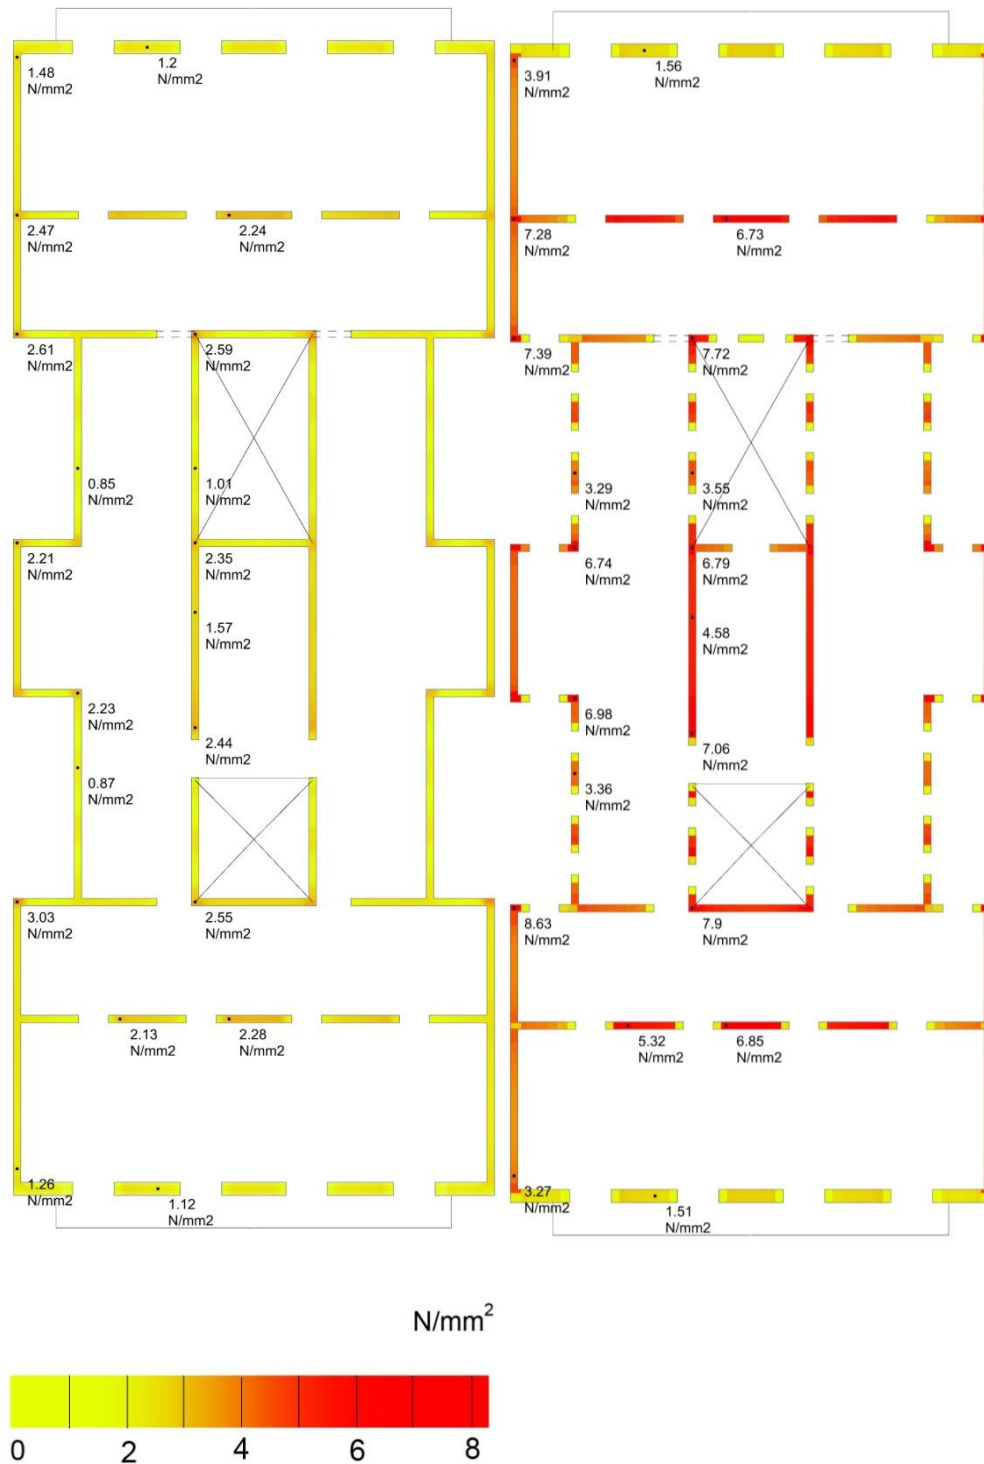 1.48
N/mm2
1.2
N/mm2
2.47
N/mm2
2.24
N/mm2
2.61
N/mm2
2.59
N/mm2
0.85
N/mm2
1.01
N/mm2
2.21
N/mm2
2.35
N/mm2
1.57
N/mm2
2.23
N/mm2
2.44
N/mm2
0.87
N/mm2
3.03
N/mm2
2.55
N/mm2
2.13
N/mm2
2.28
N/mm2
1.26
N/mm2
1.12
N/mm2
3.91
N/mm2
1.56
N/mm2
7.28
N/mm2
6.73
N/mm2
7.39
N/mm2
7.72
N/mm2
3.29
N/mm2
3.55
N/mm2
6.74
N/mm2
6.79
N/mm2
4.58
N/mm2
6.98
N/mm2
7.06
N/mm2
3.36
N/mm2
8.63
N/mm2
7.9
N/mm2
5.32
N/mm2
6.85
N/mm2
3.27
N/mm2
1.51
N/mm2
N/mm²
0 2 4 6 8